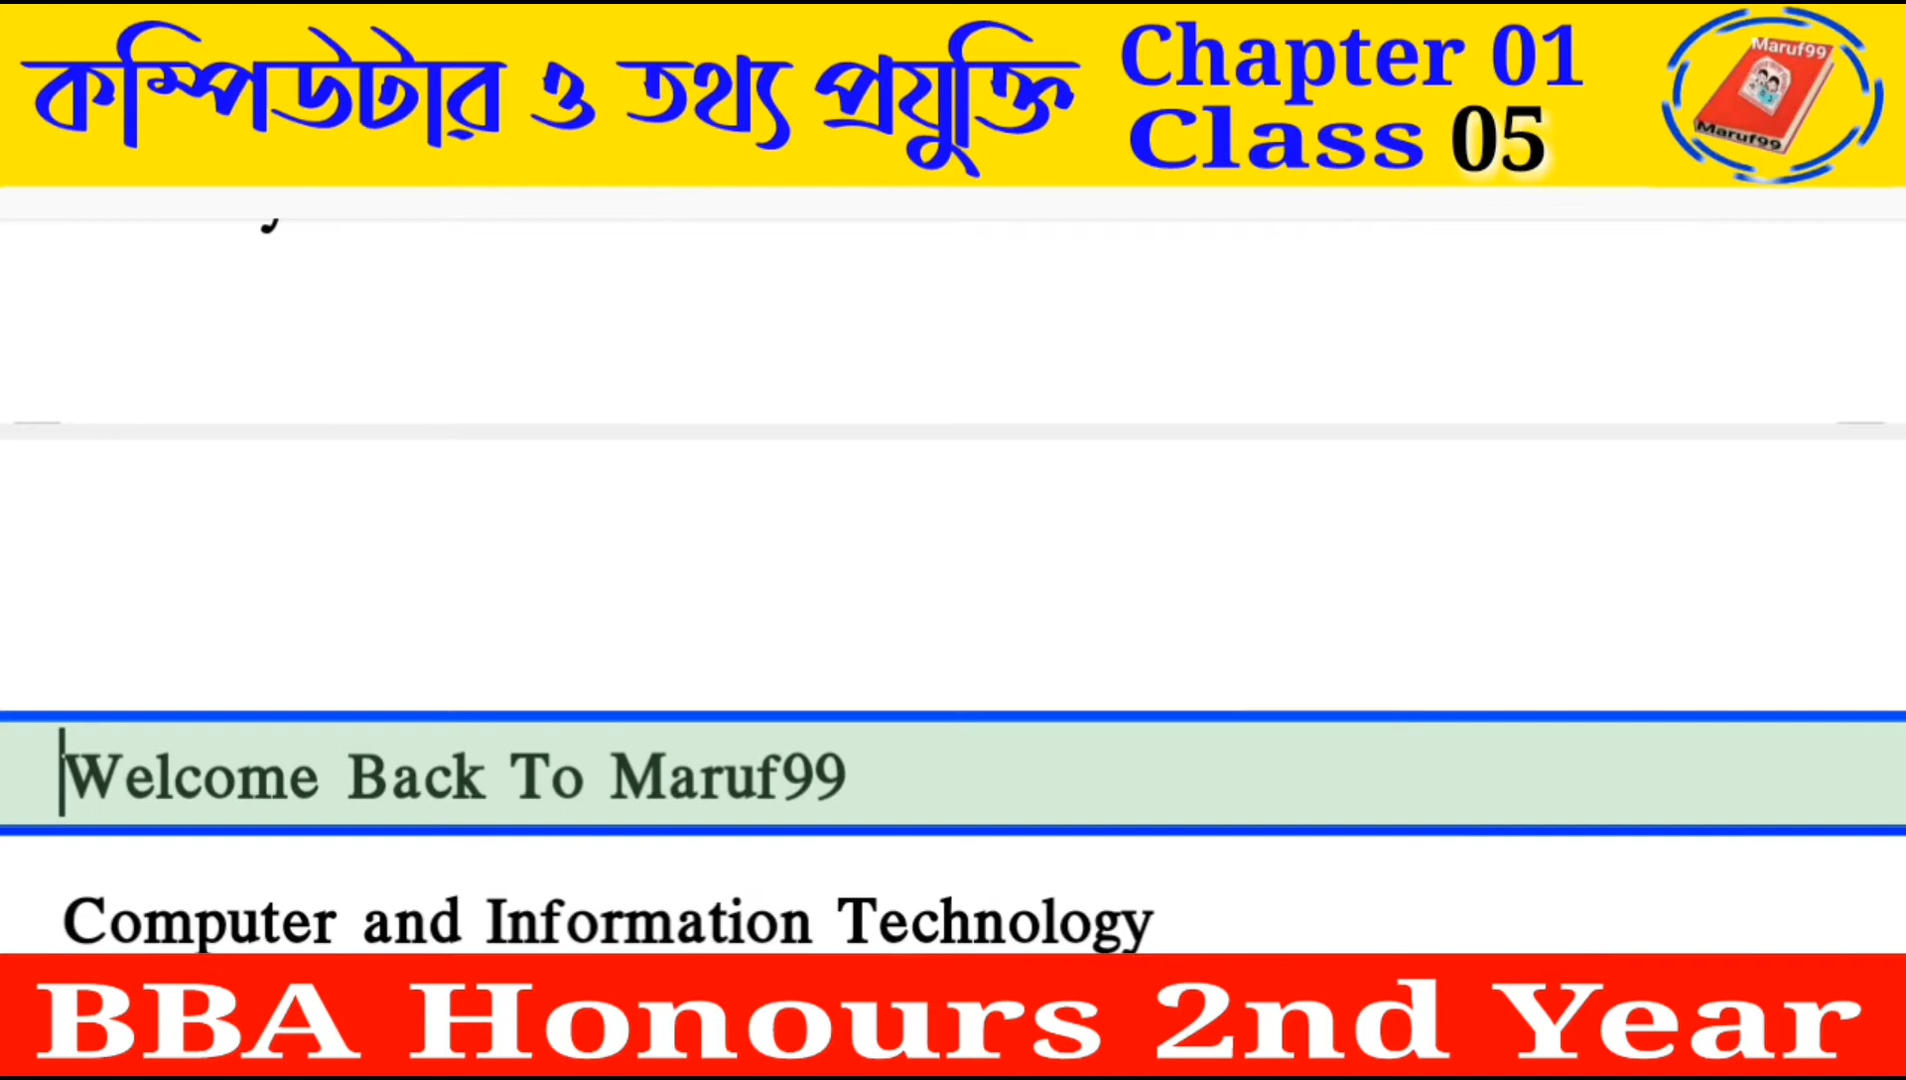 কম্পিউটার ও তথ্য প্রযুক্তি
Chapter 01
Class 05
Maruf99
Maruf99
Welcome Back To Maruf99
Computer and Information Technology
BBA Honours 2nd Year